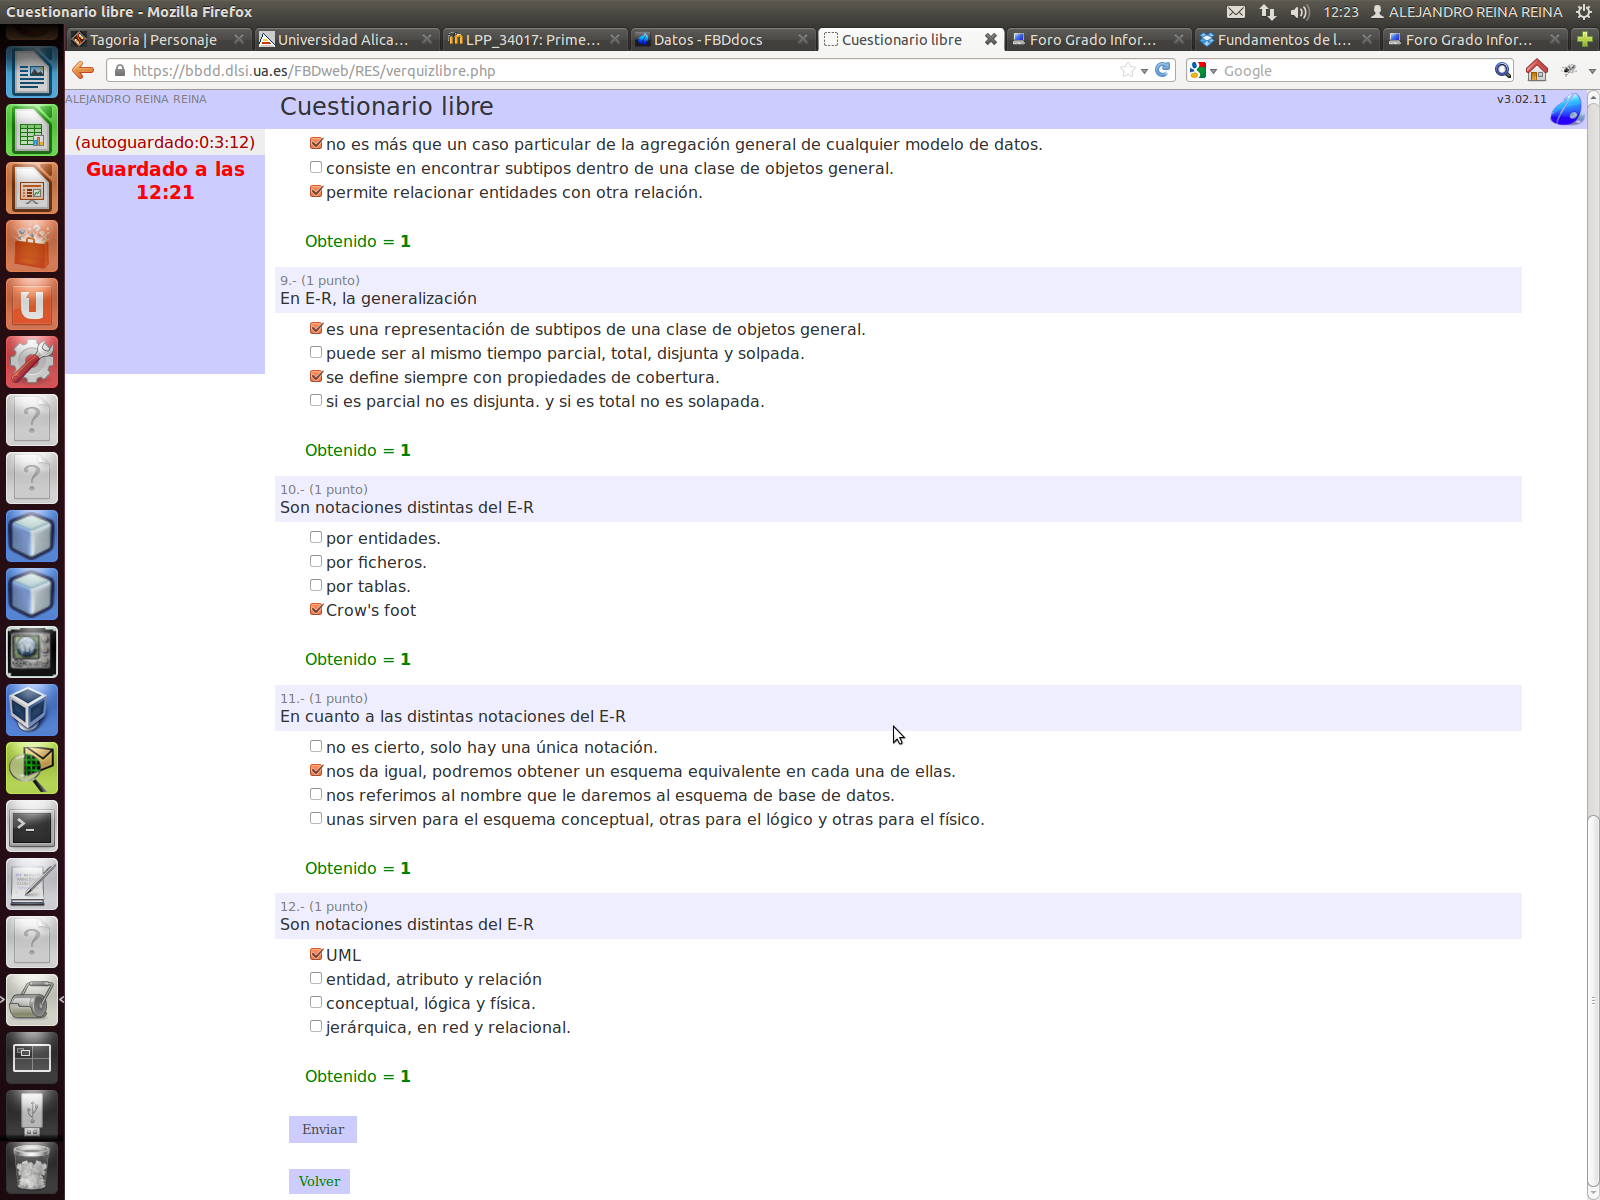 Cuestionario libre - Mozilla Firefox
12:23 ALEJANDRO REINA REINA
Tagoria | Personaje
Universidad Alica...
LPP_34017: Prime...
Datos - FBDdocs
Cuestionario libre
Foro Grado Infor...
Fundamentos de l...
Foro Grado Infor...
https://bbdd.dlsi.ua.es/FBDweb/RES/verquizlibre.php
Google
ALEJANDRO REINA REINA
Cuestionario libre
v3.02.11
(autoguardado:0:3:12)
Guardado a las
12:21
no es más que un caso particular de la agregación general de cualquier modelo de datos.
consiste en encontrar subtipos dentro de una clase de objetos general.
permite relacionar entidades con otra relación.
Obtenido = 1
9.- (1 punto)
En E-R, la generalización
es una representación de subtipos de una clase de objetos general.
puede ser al mismo tiempo parcial, total, disjunta y solpada.
se define siempre con propiedades de cobertura.
si es parcial no es disjunta. y si es total no es solapada.
Obtenido = 1
10.- (1 punto)
Son notaciones distintas del E-R
por entidades.
por ficheros.
por tablas.
Crow's foot
Obtenido = 1
11.- (1 punto)
En cuanto a las distintas notaciones del E-R
no es cierto, solo hay una única notación.
nos da igual, podremos obtener un esquema equivalente en cada una de ellas.
nos referimos al nombre que le daremos al esquema de base de datos.
unas sirven para el esquema conceptual, otras para el lógico y otras para el físico.
Obtenido = 1
12.- (1 punto)
Son notaciones distintas del E-R
UML
entidad, atributo y relación
conceptual, lógica y física.
jerárquica, en red y relacional.
Obtenido = 1
Enviar
Volver